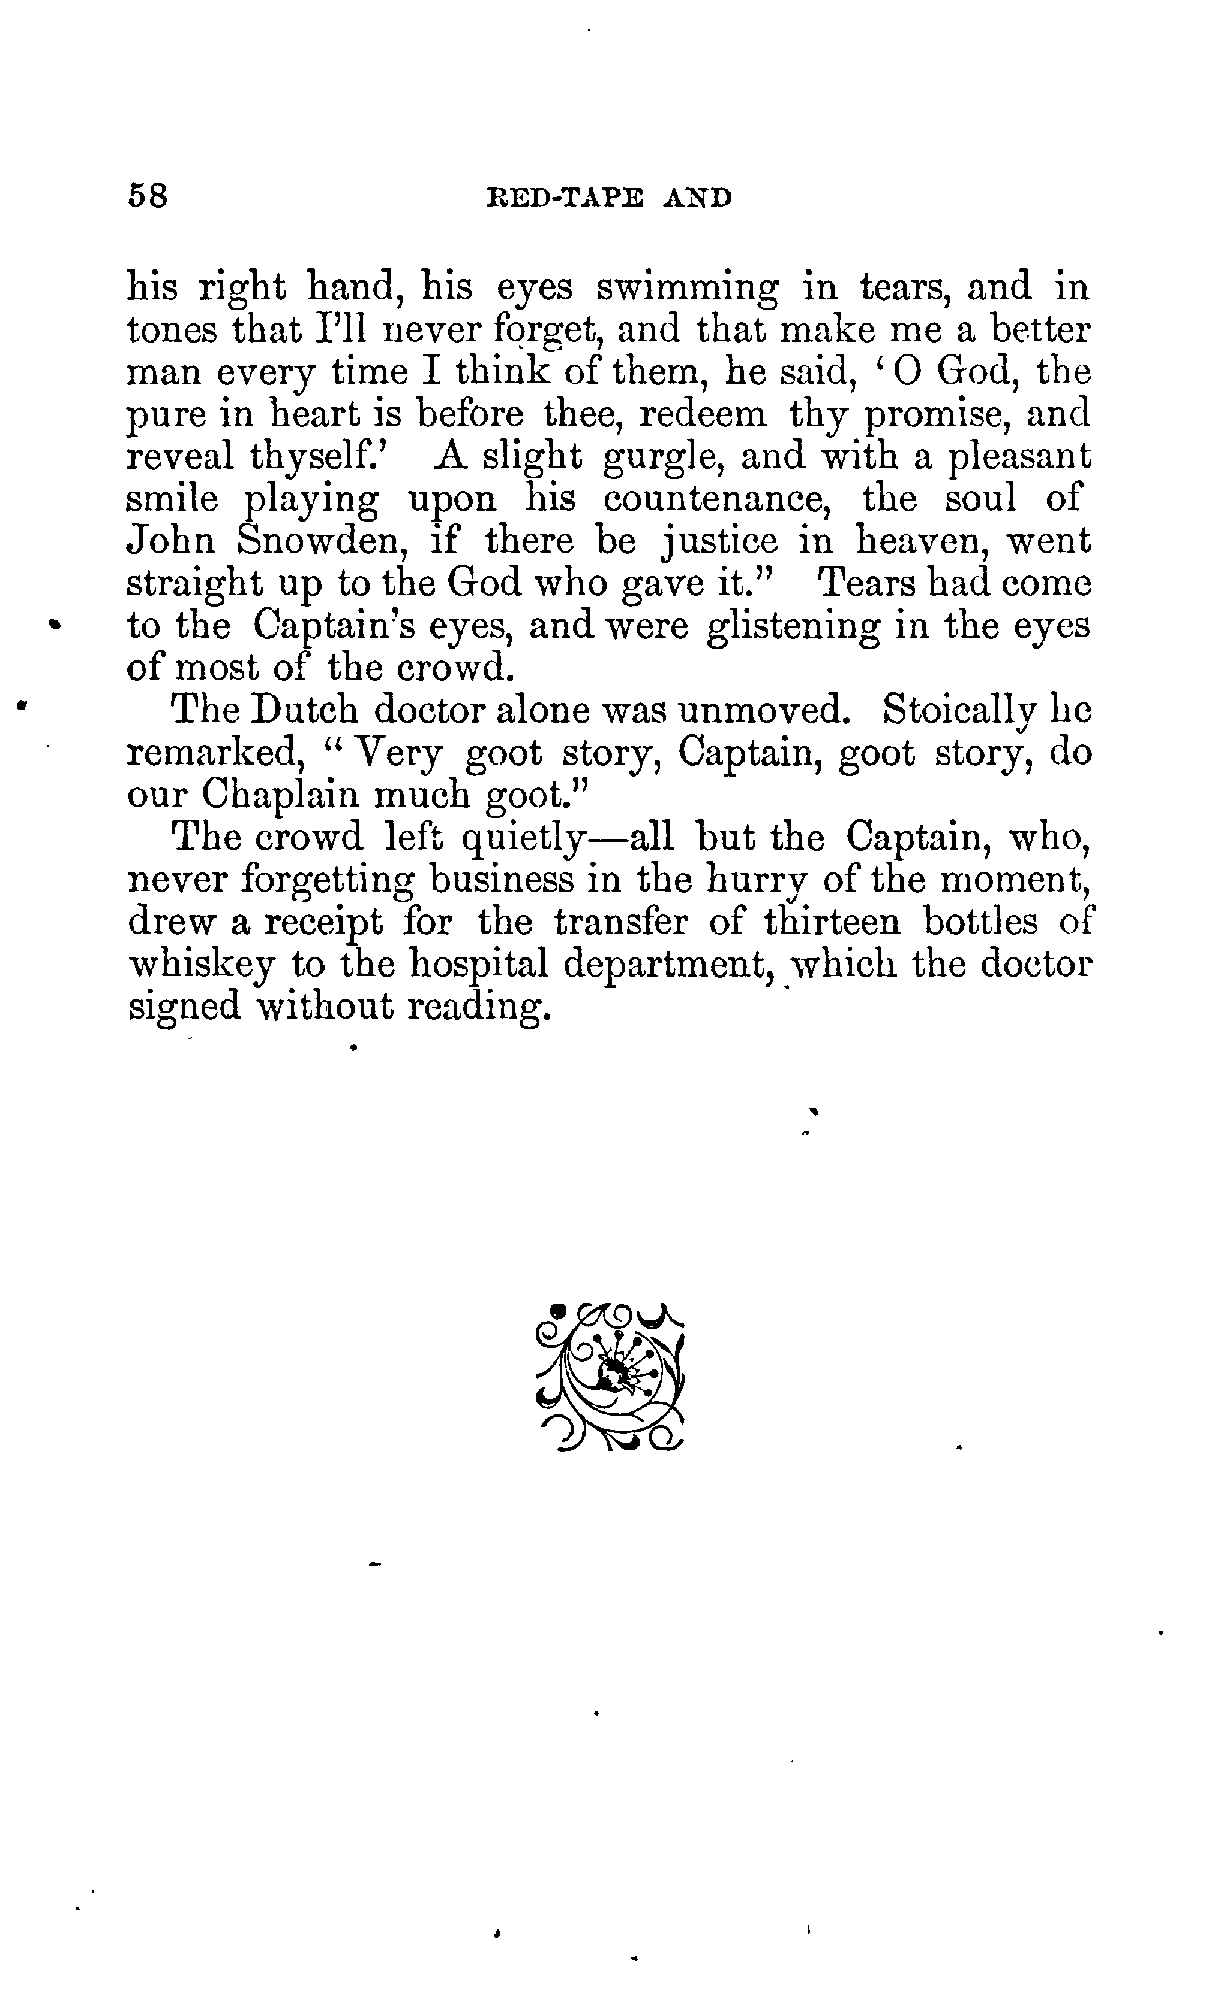 58 RED-TAPE AND
his right hand, his eyes swimming in tears, and in
tones that I'll never forget, and that make me a better
man every time I think of them, he said, ‘ O God, the
pure in heart is before thee, redeem thy promise, and
reveal thyself.’ A slight gurgle, and with a pleasant
smile playing upon his countenance, the soul of
John Snowden, if there be justice in heaven, went
straight up to the God who gave it.” Tears had come
to the Captain's eyes, and were glistening in the eyes
of most of the crowd.
The Dutch doctor alone was unmoved. Stoically he
remarked, “ Very goot story, Captain, goot story, do
our Chaplain much goot.”
The crowd left quietly—all but the Captain, who,
never forgetting business in the hurry of the moment,
drew a receipt for the transfer of thirteen bottles of
whiskey to the hospital department, which the doctor
signed without reading.